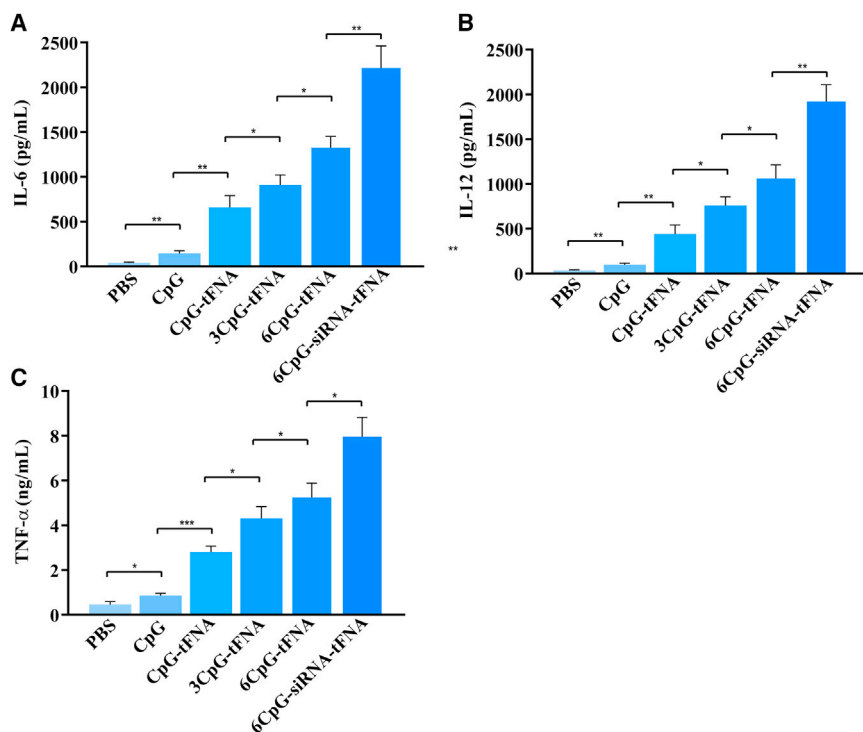 A
IL-6 (pg/mL)
2500
2000
1500
1000
500
0
**
**
*
*
**
PBS
CpG
CpG-tFNA
3CpG-tFNA
6CpG-tFNA
6CpG-siRNA-tFNA
B
IL-12 (pg/mL)
2500
2000
1500
1000
500
0
**
**
**
*
*
**
PBS
CpG
CpG-tFNA
3CpG-tFNA
6CpG-tFNA
6CpG-siRNA-tFNA
C
TNF-α (ng/mL)
10
8
6
4
2
0
*
***
*
*
*
PBS
CpG
CpG-tFNA
3CpG-tFNA
6CpG-tFNA
6CpG-siRNA-tFNA